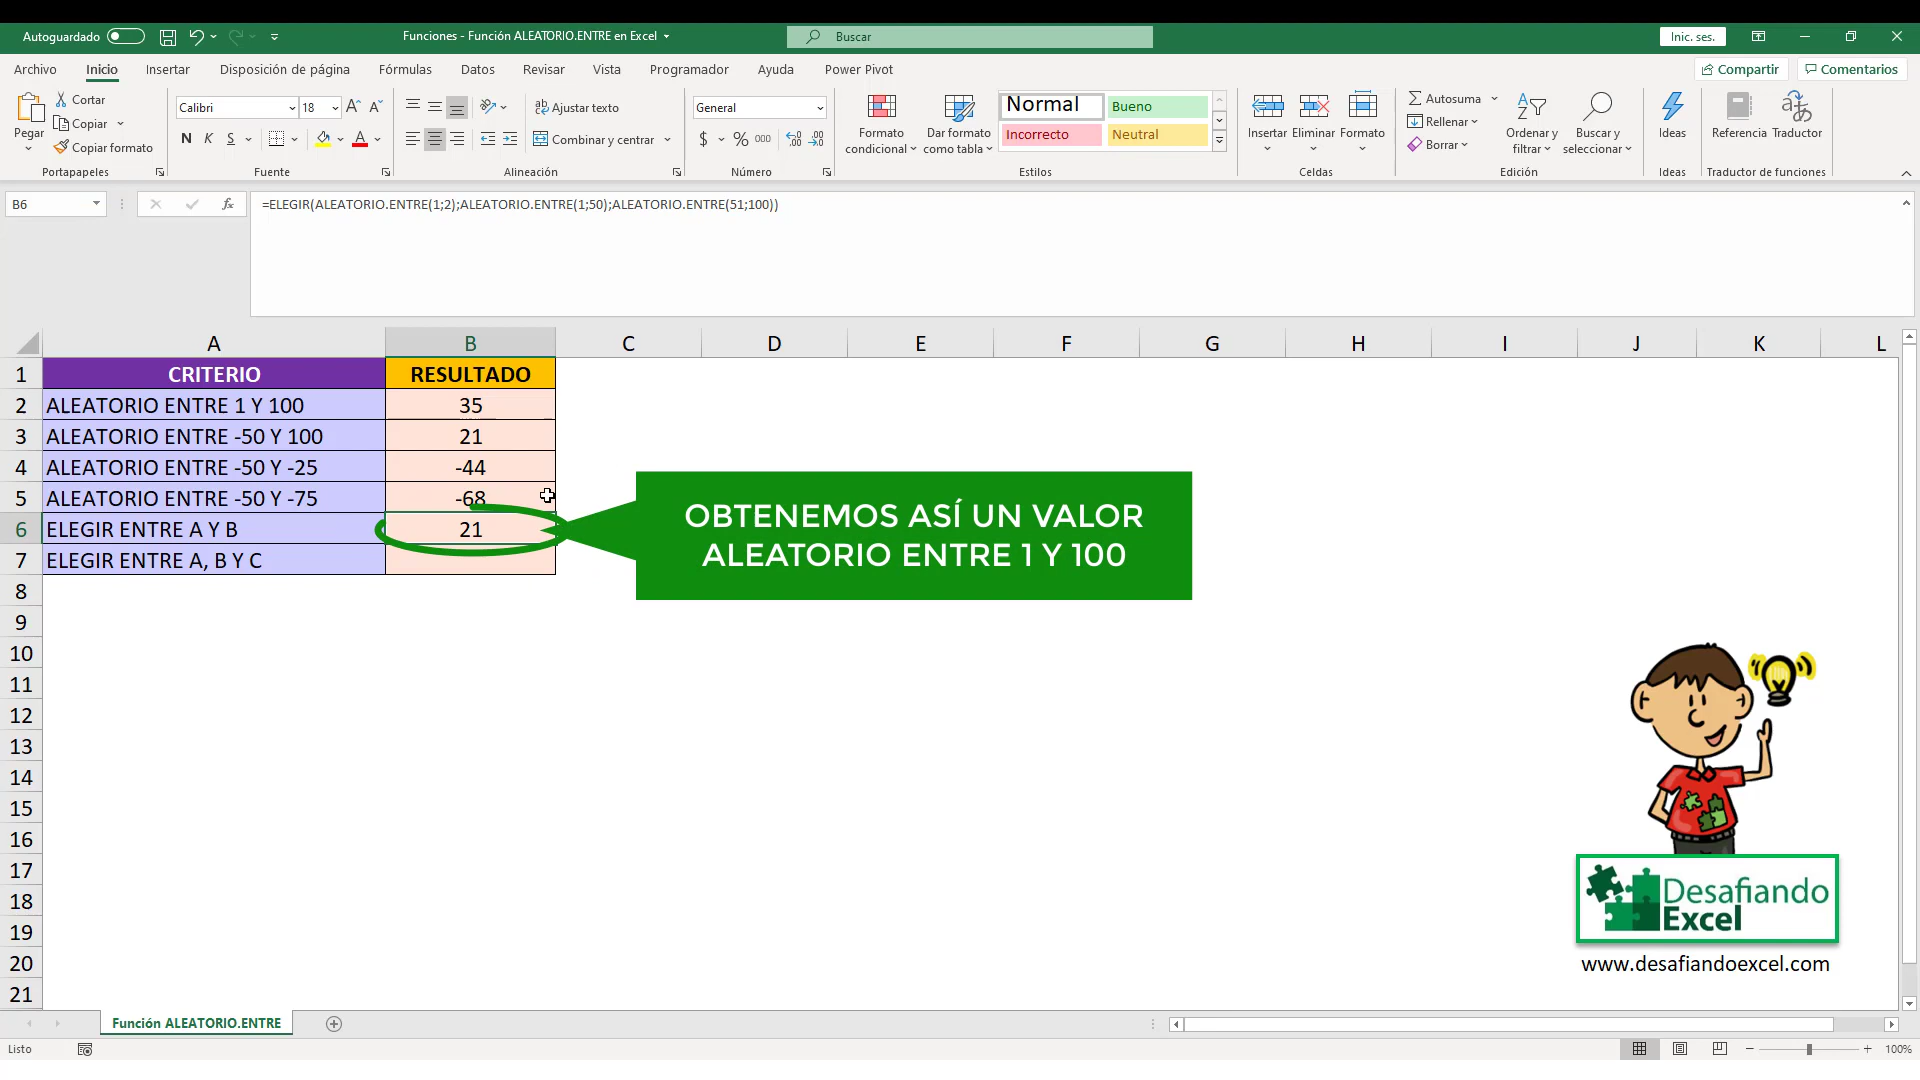 Autoguardado
Funciones - Función ALEATORIO.ENTRE en Excel
Buscar
Inic. ses.
Archivo Inicio Insertar Disposición de página Fórmulas Datos Revisar Vista Programador Ayuda Power Pivot
Compartir Comentarios
Pegar
Cortar
Copiar
Copiar formato
Portapapeles
Calibri 18
N K S
A
Fuente
Ajustar texto
Combinar y centrar
Alineación
General
$ % 000
Número
Formato
condicional
Dar formato
como tabla
Normal Bueno
Incorrecto Neutral
Estilos
Insertar Eliminar Formato
Celdas
Autosuma
Rellenar
Borrar
Ordenar y
filtrar
Buscar y
seleccionar
Edición
Ideas
Ideas
Referencia Traductor
Traductor de funciones
B6
fx
=ELEGIR(ALEATORIO.ENTRE(1;2);ALEATORIO.ENTRE(1;50);ALEATORIO.ENTRE(51;100))
A B C D E F G H I J K L
1 CRITERIO RESULTADO
2 ALEATORIO ENTRE 1 Y 100 35
3 ALEATORIO ENTRE -50 Y 100 21
4 ALEATORIO ENTRE -50 Y -25 -44
5 ALEATORIO ENTRE -50 Y -75 -68
6 ELEGIR ENTRE A Y B 21
7 ELEGIR ENTRE A, B Y C
8
9
10
11
12
13
14
15
16
17
18
19
20
21
OBTENEMOS ASÍ UN VALOR
ALEATORIO ENTRE 1 Y 100
Desafiando
Excel
www.desafiandoexcel.com
Función ALEATORIO.ENTRE
Listo
100%